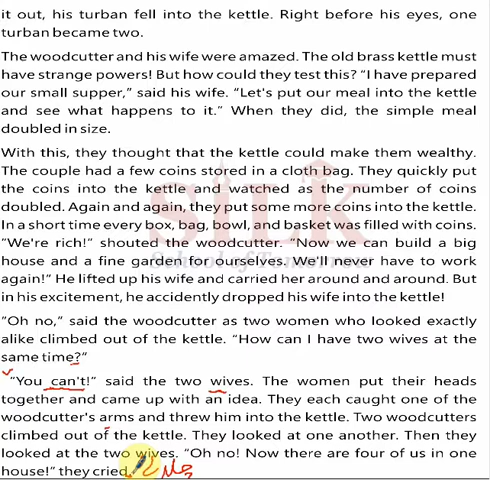 it out, his turban fell into the kettle. Right before his eyes, one
turban became two.
The woodcutter and his wife were amazed. The old brass kettle must
have strange powers! But how could they test this? “I have prepared
our small supper,” said his wife. “Let's put our meal into the kettle
and see what happens to it.” When they did, the simple meal
doubled in size.
With this, they thought that the kettle could make them wealthy.
The couple had a few coins stored in a cloth bag. They quickly put
the coins into the kettle and watched as the number of coins
doubled. Again and again, they put some more coins into the kettle.
In a short time every box, bag, bowl, and basket was filled with coins.
“We're rich!” shouted the woodcutter. “Now we can build a big
house and a fine garden for ourselves. We'll never have to work
again!” He lifted up his wife and carried her around and around. But
in his excitement, he accidently dropped his wife into the kettle!
“Oh no,” said the woodcutter as two women who looked exactly
alike climbed out of the kettle. “How can I have two wives at the
same time?”
“You can't!” said the two wives. The women put their heads
together and came up with an idea. They each caught one of the
woodcutter's arms and threw him into the kettle. Two woodcutters
climbed out of the kettle. They looked at one another. Then they
looked at the two wives. “Oh no! Now there are four of us in one
house!” they cried.
SILK
School of Tomorrow